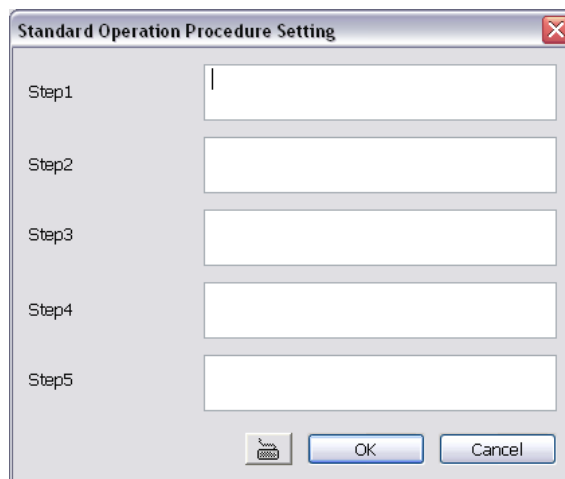 Standard Operation Procedure Setting
Step1
Step2
Step3
Step4
Step5
OK Cancel